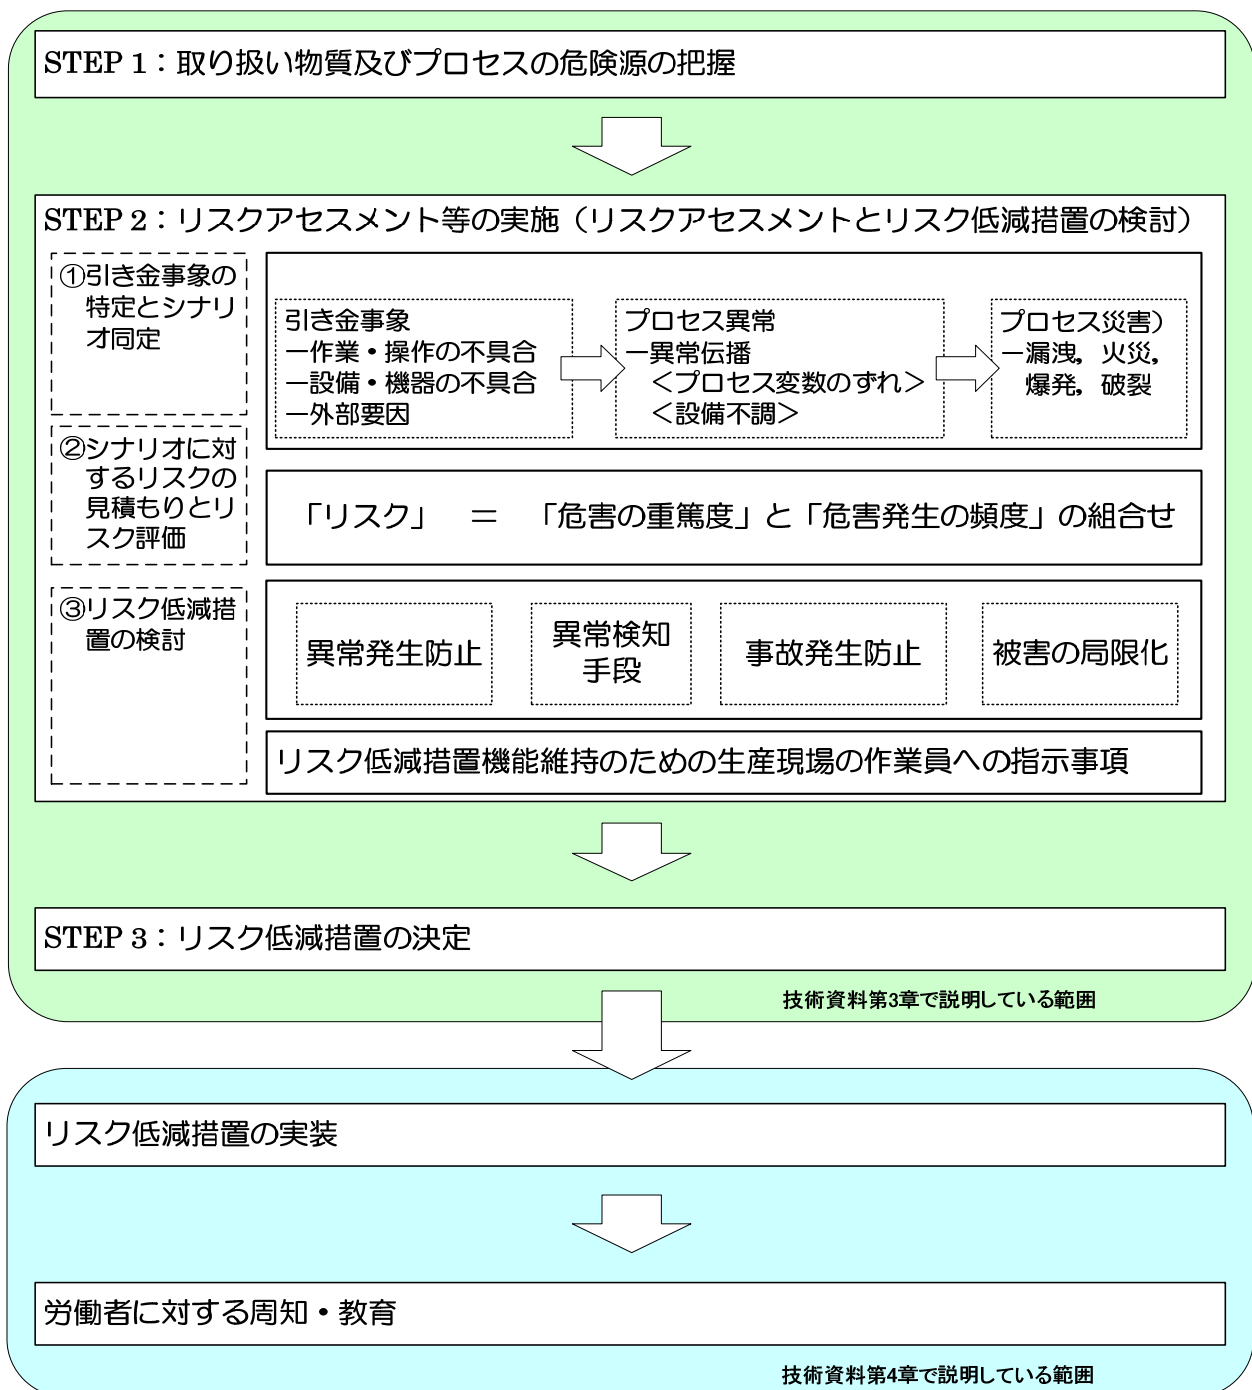 STEP 1：取り扱い物質及びプロセスの危険源の把握
STEP 2：リスクアセスメント等の実施（リスクアセスメントとリスク低減措置の検討）
①引き金事象の
特定とシナリ
オ同定
引き金事象
－作業・操作の不具合
－設備・機器の不具合
－外部要因
プロセス異常
－異常伝播
＜プロセス変数のずれ＞
＜設備不調＞
プロセス災害）
－漏洩，火災，
爆発，破裂
②シナリオに対
するリスクの
見積もりとリ
スク評価
「リスク」　＝　「危害の重篤度」と「危害発生の頻度」の組合せ
③リスク低減措
置の検討
異常発生防止
異常検知
手段
事故発生防止
被害の局限化
リスク低減措置機能維持のための生産現場の作業員への指示事項
STEP 3：リスク低減措置の決定
技術資料第3章で説明している範囲
リスク低減措置の実装
労働者に対する周知・教育
技術資料第4章で説明している範囲